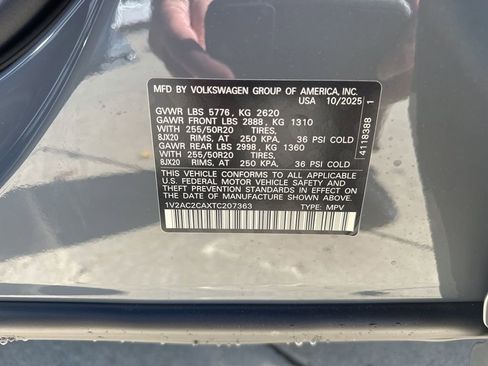 MFD BY VOLKSWAGEN GROUP OF AMERICA, INC.
USA 10/2025
GVWR LBS 5776, KG 2620
GAWR FRONT LBS 2888, KG 1310
WITH 255/50R20 TIRES,
8JX20 RIMS, AT 250 KPA, 36 PSI COLD
GAWR REAR LBS 2998, KG 1360
WITH 255/50R20 TIRES,
8JX20 RIMS, AT 250 KPA, 36 PSI COLD
THIS VEHICLE CONFORMS TO ALL APPLICABLE
U.S. FEDERAL MOTOR VEHICLE SAFETY AND
THEFT PREVENTION STANDARDS IN EFFECT ON THE
DATE OF MANUFACTURE SHOWN ABOVE.
1V2AC2CAXTC207363 TYPE: MPV
4118388 1